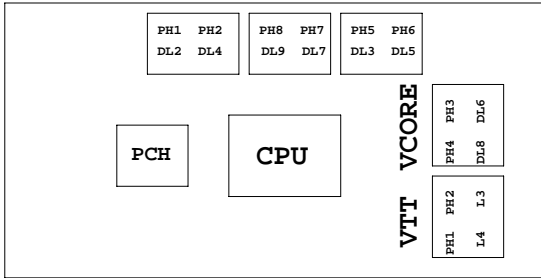 PH1 PH2
DL2 DL4
PH8 PH7
DL9 DL7
PH5 PH6
DL3 DL5
VCORE
PH3 DL6
PH4 DL8
PCH
CPU
VTT
PH2 L3
PH1 L4